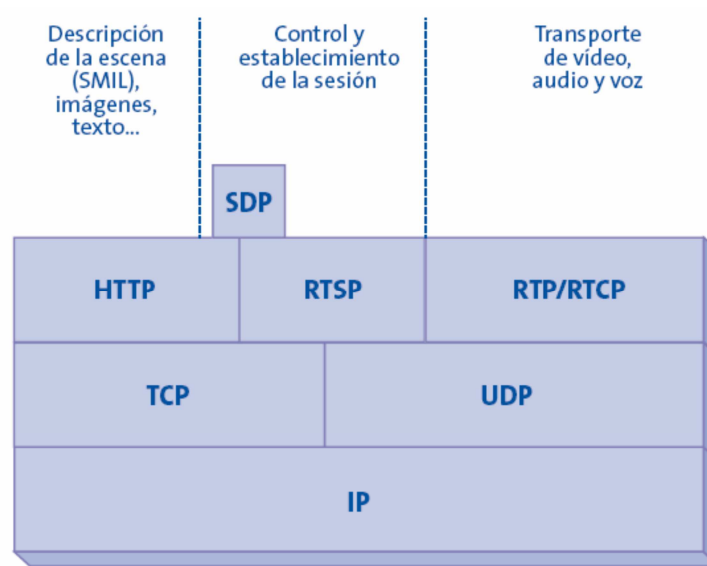 Descripción
de la escena
(SMIL),
imágenes,
texto...
Control y
establecimiento
de la sesión
Transporte
de vídeo,
audio y voz
SDP
HTTP
RTSP
RTP/RTCP
TCP
UDP
IP